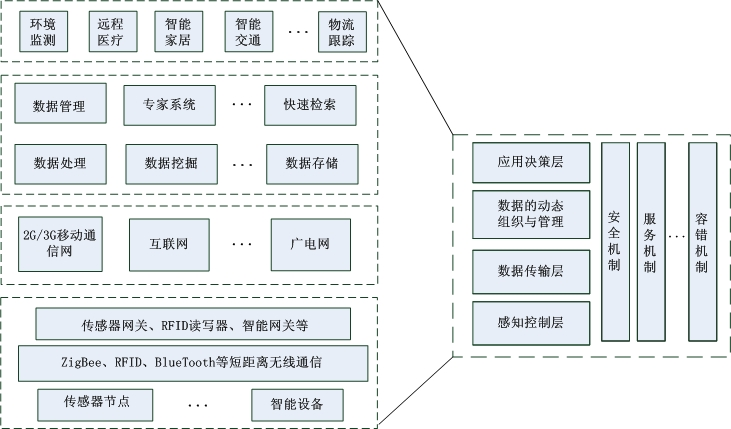 环境
监测
远程
医疗
智能
家居
智能
交通
...
物流
跟踪
数据管理
专家系统
...
快速检索
数据处理
数据挖掘
...
数据存储
2G/3G移动通
信网
互联网
...
广电网
传感器网关、RFID读写器、智能网关等
ZigBee、RFID、BlueTooth等短距离无线通信
传感器节点
...
智能设备
应用决策层
数据的动态
组织与管理
数据传输层
感知控制层
安全机制
服务机制
...
容错机制